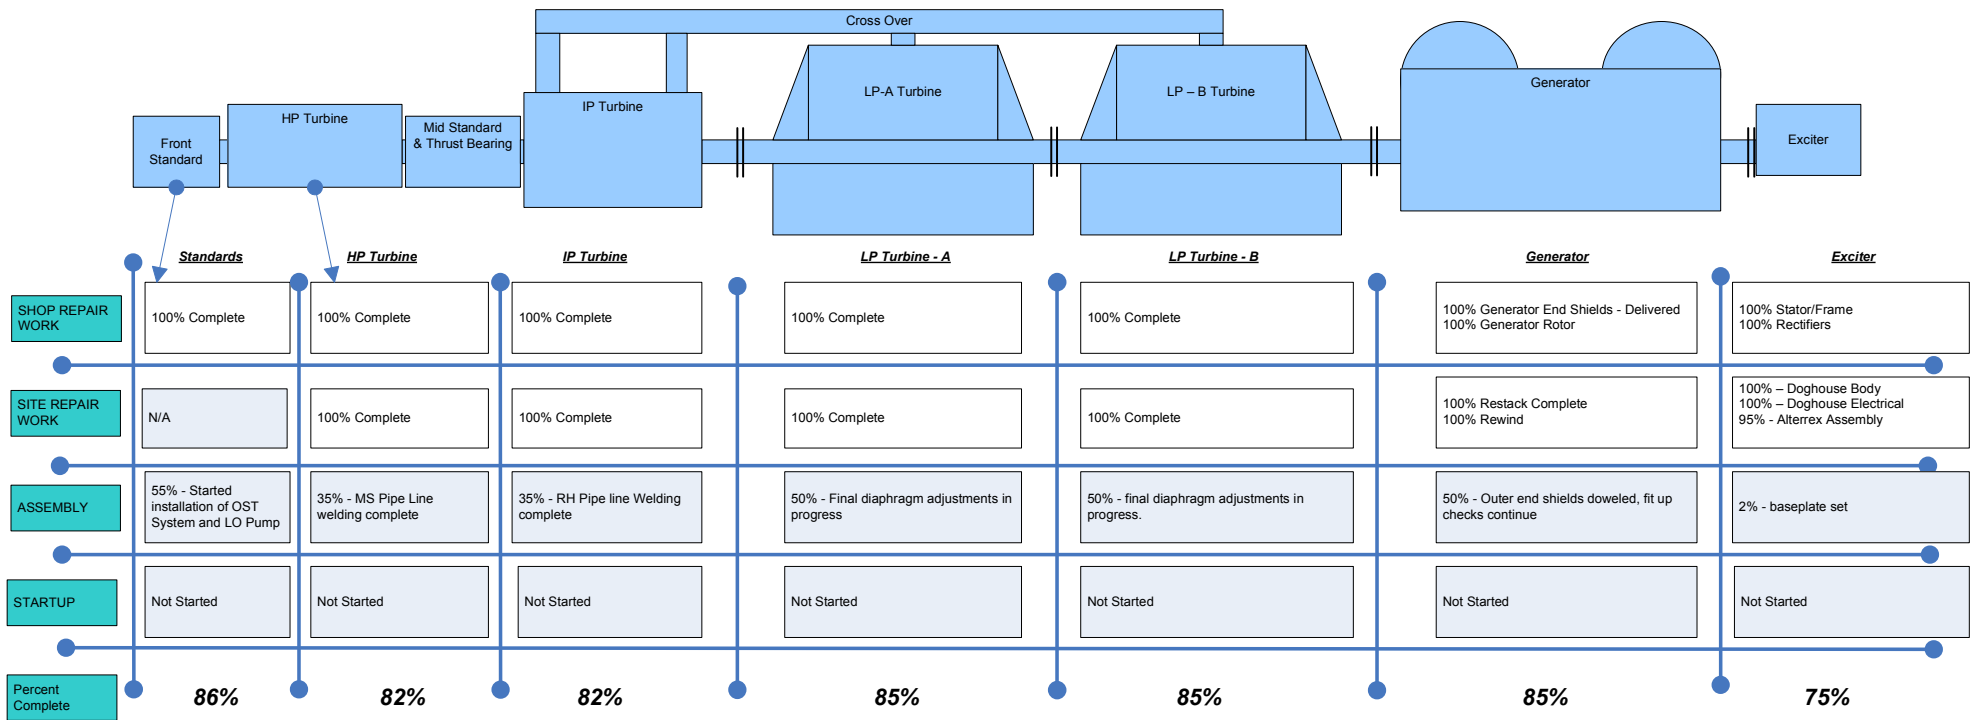 Cross Over
Front
Standard
HP Turbine
Mid Standard
& Thrust Bearing
IP Turbine
LP-A Turbine
LP – B Turbine
Generator
Exciter
Standards
HP Turbine
IP Turbine
LP Turbine - A
LP Turbine - B
Generator
Exciter
SHOP REPAIR
WORK
100% Complete
100% Complete
100% Complete
100% Complete
100% Complete
100% Generator End Shields - Delivered
100% Generator Rotor
100% Stator/Frame
100% Rectifiers
SITE REPAIR
WORK
N/A
100% Complete
100% Complete
100% Complete
100% Complete
100% Restack Complete
100% Rewind
100% – Doghouse Body
100% – Doghouse Electrical
95% - Alterrex Assembly
ASSEMBLY
55% - Started
installation of OST
System and LO Pump
35% - MS Pipe Line
welding complete
35% - RH Pipe line Welding
complete
50% - Final diaphragm adjustments in
progress
50% - final diaphragm adjustments in
progress.
50% - Outer end shields doweled, fit up
checks continue
2% - baseplate set
STARTUP
Not Started
Not Started
Not Started
Not Started
Not Started
Not Started
Not Started
Percent
Complete
86%
82%
82%
85%
85%
85%
75%